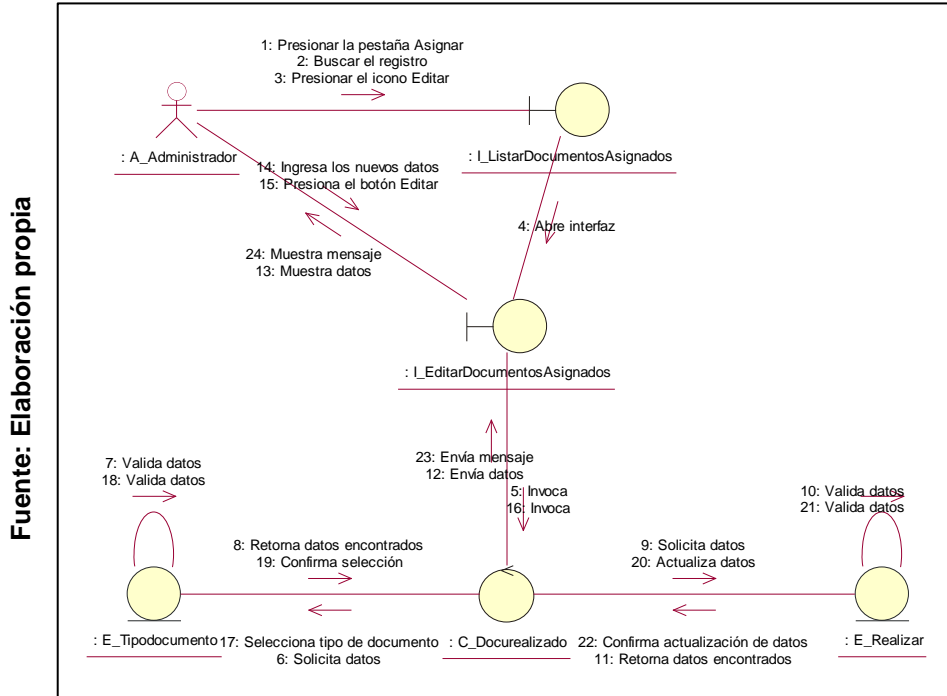 Fuente: Elaboración propia
1: Presionar la pestaña Asignar
2: Buscar el registro
3: Presionar el icono Editar
: A_Administrador
: I_ListarDocumentosAsignados
14: Ingresa los nuevos datos
15: Presiona el botón Editar
4: Abre interfaz
24: Muestra mensaje
13: Muestra datos
: I_EditarDocumentosAsignados
23: Envía mensaje
12: Envía datos
5: Invoca
16: Invoca
7: Valida datos
18: Valida datos
10: Valida datos
21: Valida datos
8: Retorna datos encontrados
19: Confirma selección
9: Solicita datos
20: Actualiza datos
: E_Tipodocumento
17: Selecciona tipo de documento
6: Solicita datos
: C_Docurealizado
22: Confirma actualización de datos
11: Retorna datos encontrados
: E_Realizar